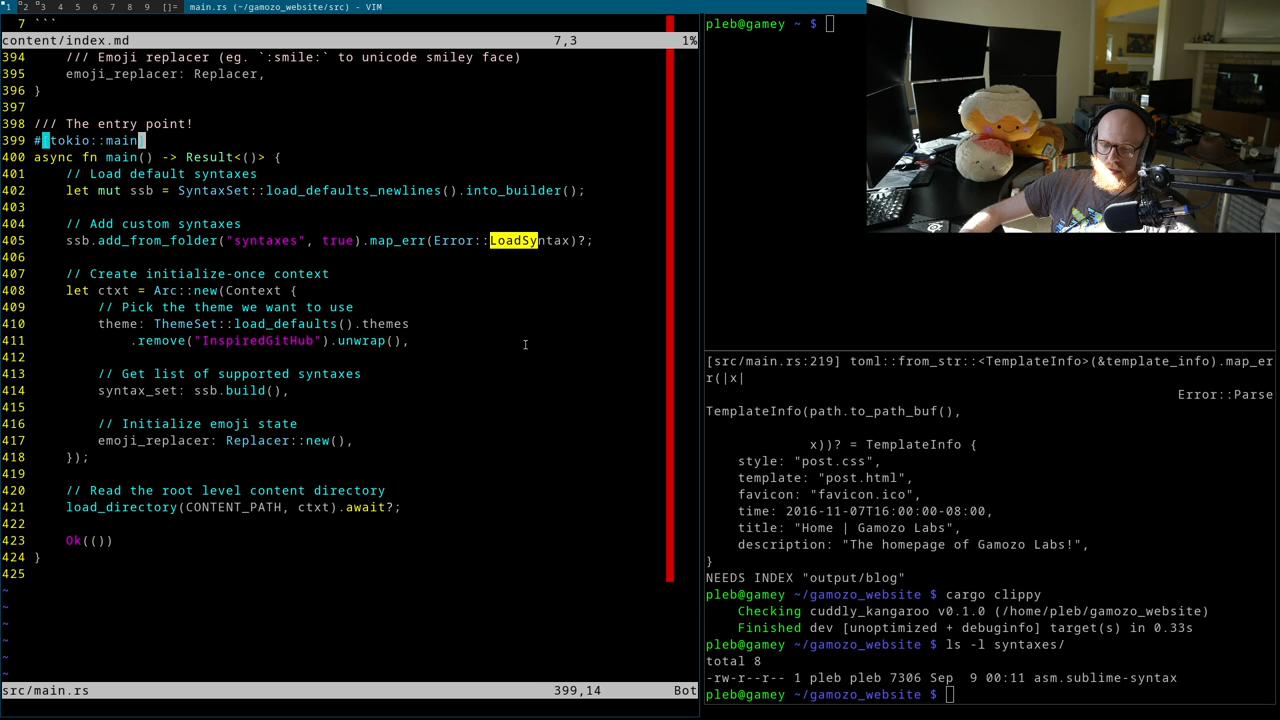 1 2 3 4 5 6 7 8 9 []= main.rs (~/gamozo_website/src) - VIM
7 ```
content/index.md 7,3 1%
394 /// Emoji replacer (eg. `:smile:` to unicode smiley face)
395 emoji_replacer: Replacer,
396 }
397
398 /// The entry point!
399 #[tokio::main]
400 async fn main() -> Result<()> {
401 // Load default syntaxes
402 let mut ssb = SyntaxSet::load_defaults_newlines().into_builder();
403
404 // Add custom syntaxes
405 ssb.add_from_folder("syntaxes", true).map_err(Error::LoadSyntax)?;
406
407 // Create initialize-once context
408 let ctxt = Arc::new(Context {
409 // Pick the theme we want to use
410 theme: ThemeSet::load_defaults().themes
411 .remove("InspiredGitHub").unwrap(),
412
413 // Get list of supported syntaxes
414 syntax_set: ssb.build(),
415
416 // Initialize emoji state
417 emoji_replacer: Replacer::new(),
418 });
419
420 // Read the root level content directory
421 load_directory(CONTENT_PATH, ctxt).await?;
422
423 Ok(())
424 }
425
~
~
~
~
~
~
src/main.rs 399,14 Bot
pleb@gamey ~ $
[src/main.rs:219] toml::from_str::<TemplateInfo>(&template_info).map_er
r(|x|
Error::Parse
TemplateInfo(path.to_path_buf(),
x))? = TemplateInfo {
style: "post.css",
template: "post.html",
favicon: "favicon.ico",
time: 2016-11-07T16:00:00-08:00,
title: "Home | Gamozo Labs",
description: "The homepage of Gamozo Labs!",
}
NEEDS INDEX "output/blog"
pleb@gamey ~/gamozo_website $ cargo clippy
Checking cuddly_kangaroo v0.1.0 (/home/pleb/gamozo_website)
Finished dev [unoptimized + debuginfo] target(s) in 0.33s
pleb@gamey ~/gamozo_website $ ls -l syntaxes/
total 8
-rw-r--r-- 1 pleb pleb 7306 Sep 9 00:11 asm.sublime-syntax
pleb@gamey ~/gamozo_website $